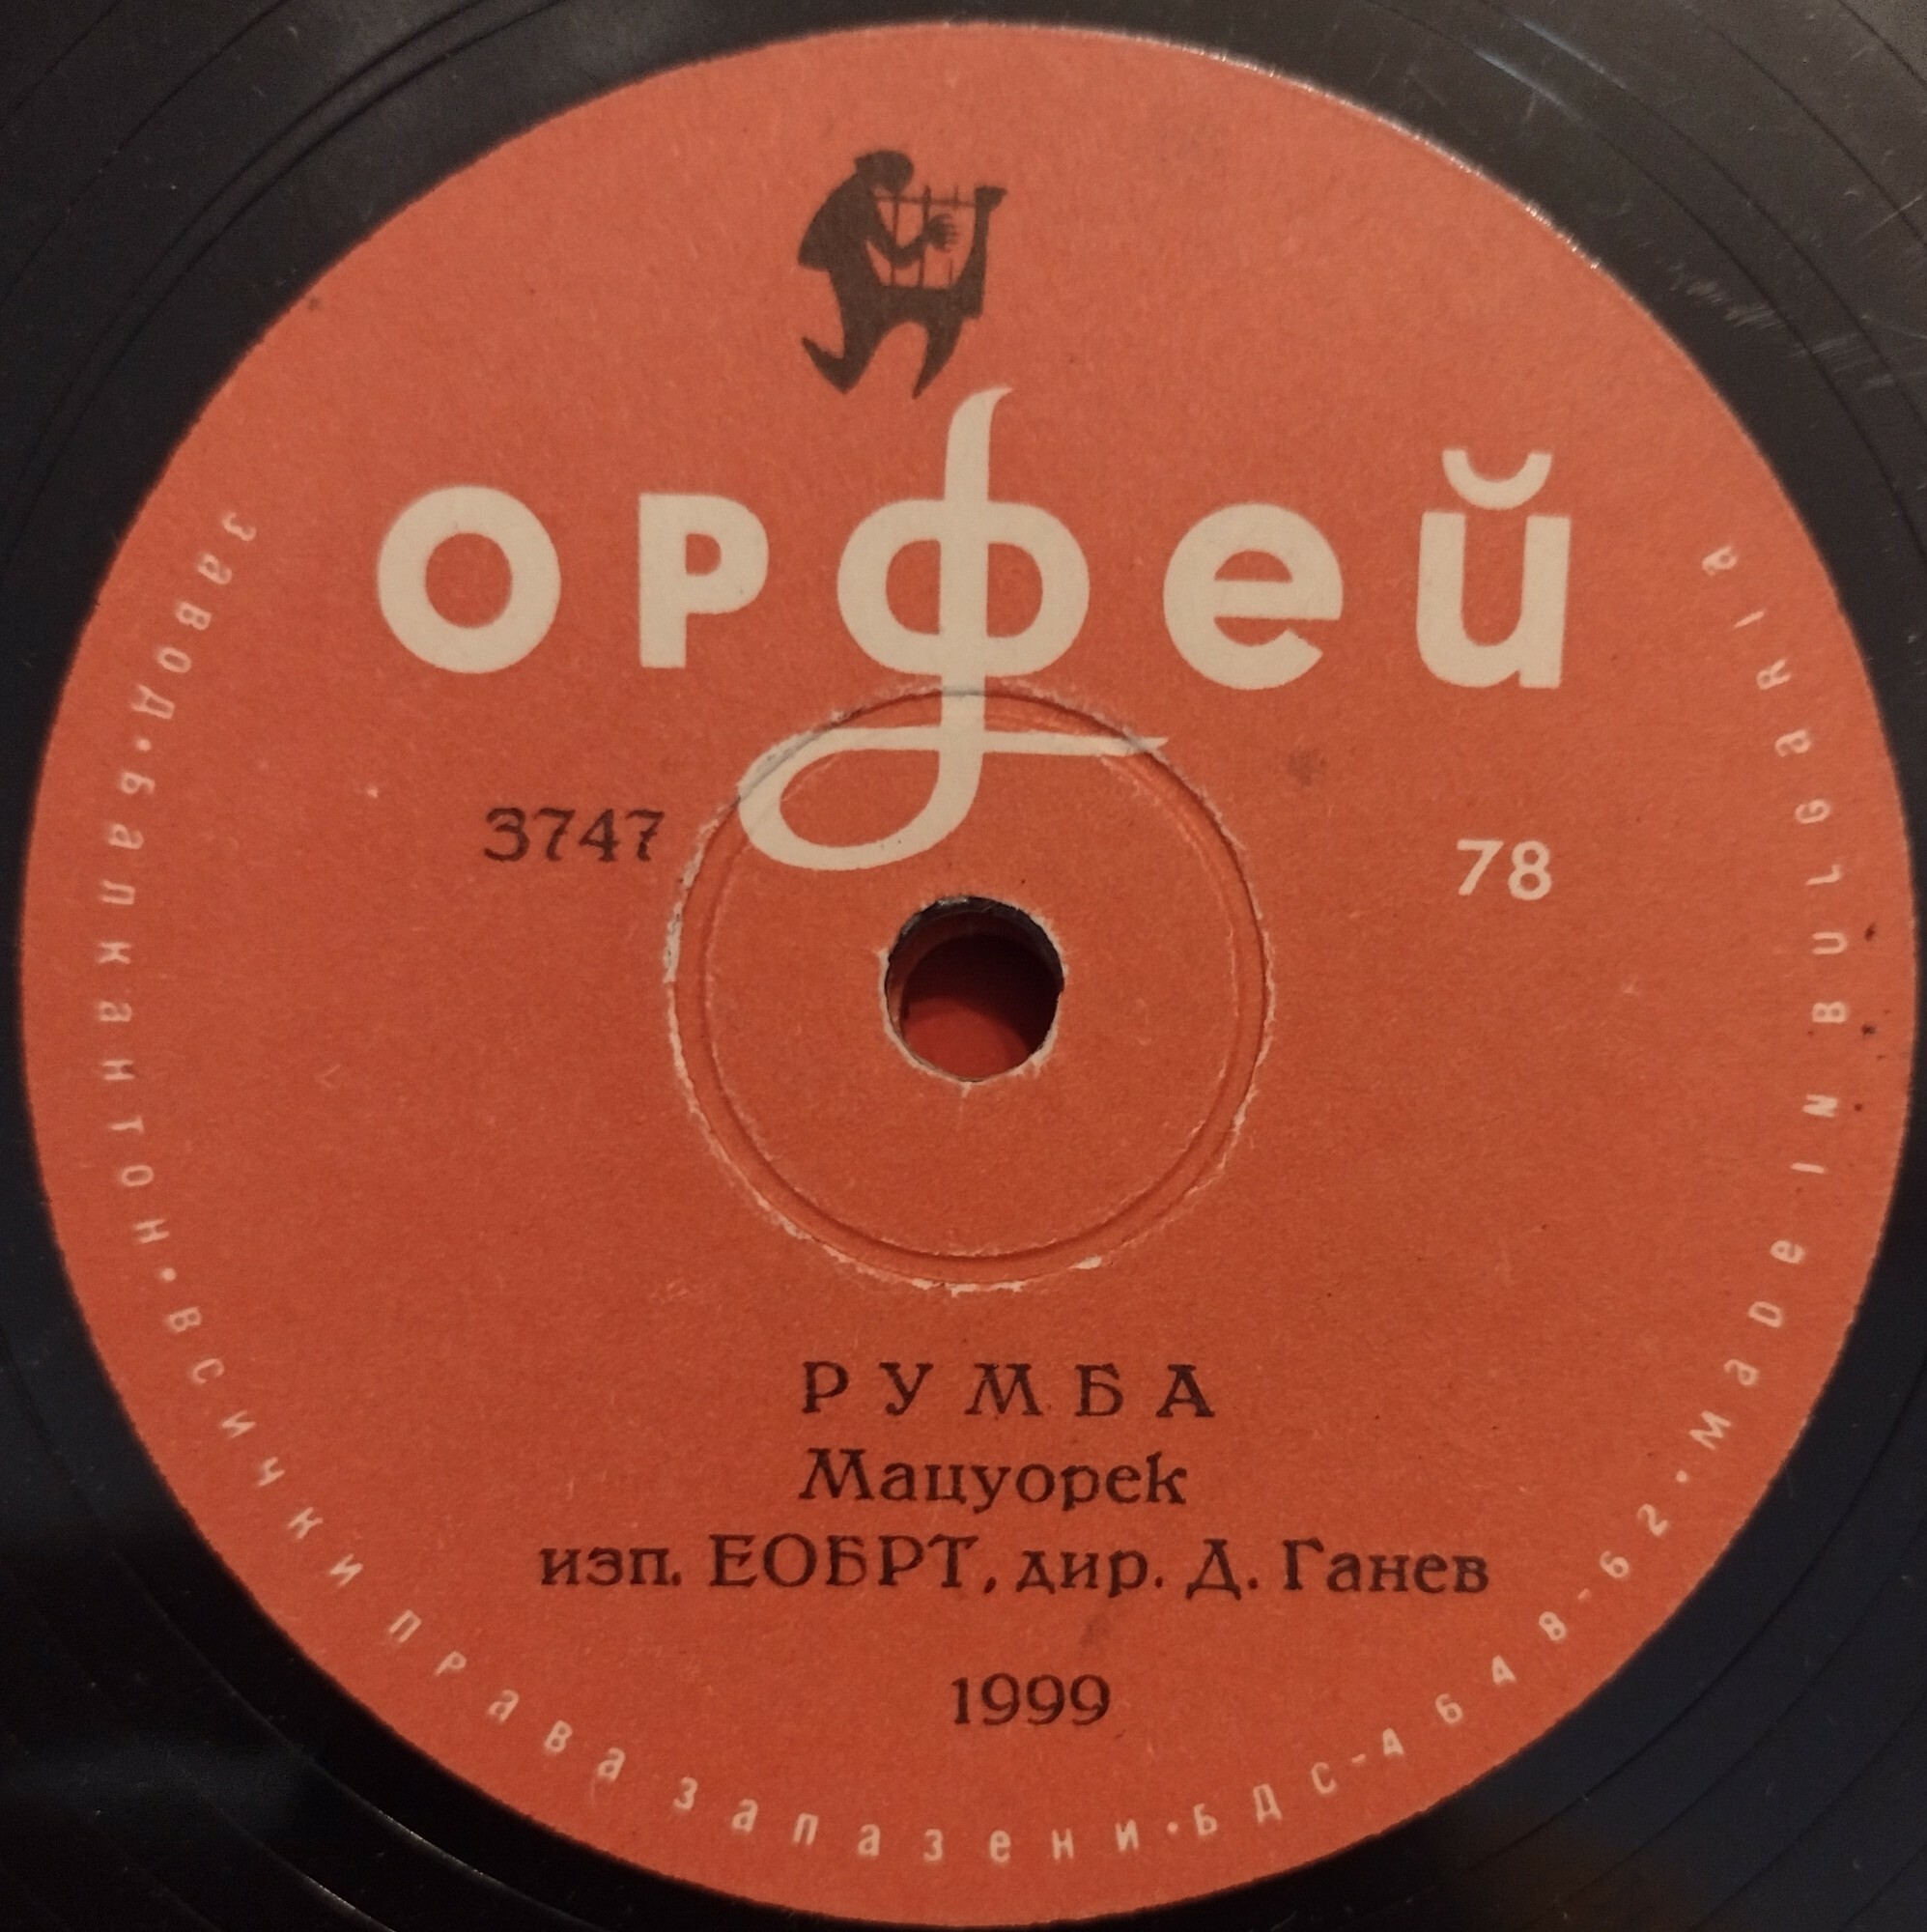 ОРФей
3747
78
РУМБА
Мацуорек
изп. ЕОБРТ, дир. Д. Ганев
1999
завод·балкантон·всички права запазени·БДС-4648-62·made in Bulgaria